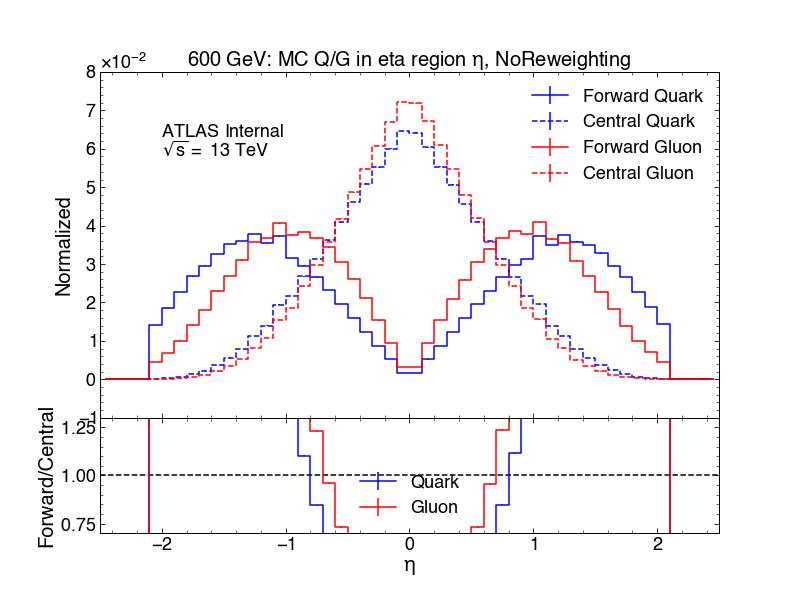 ×10⁻²
600 GeV: MC Q/G in eta region η, NoReweighting
8
7
6
5
4
3
2
1
0
−1
Normalized
ATLAS Internal
√s = 13 TeV
Forward Quark
Central Quark
Forward Gluon
Central Gluon
1.25
1.00
0.75
Forward/Central
Quark
Gluon
−2 −1 0 1 2
η